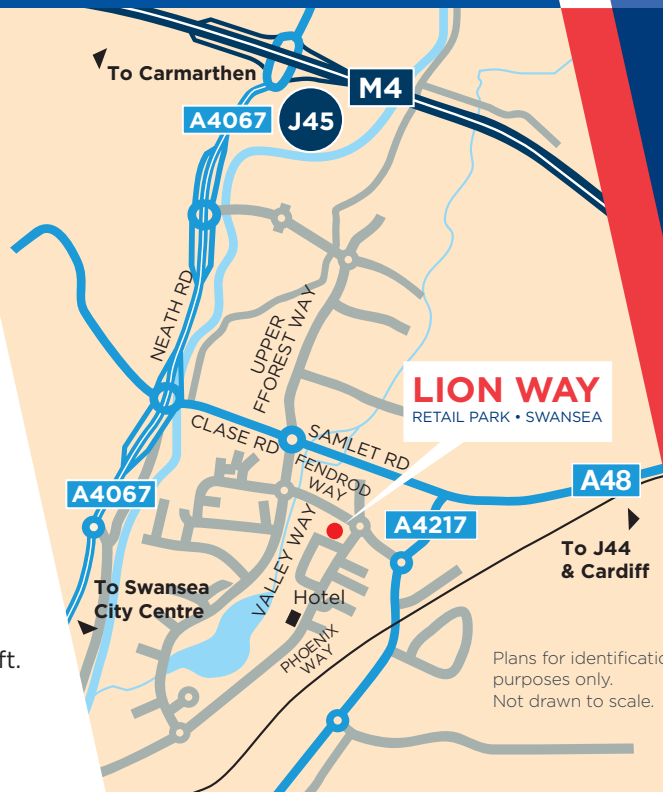 To Carmarthen
M4
A4067
J45
NEATH RD
UPPER
FFOREST WAY
LION WAY
RETAIL PARK • SWANSEA
CLASE RD
SAMLET RD
FENDROD
WAY
A48
A4067
A4217
To J44
& Cardiff
VALLEY WAY
To Swansea
City Centre
Hotel
PHOENIX
WAY
ft.
Plans for identificatio
purposes only.
Not drawn to scale.